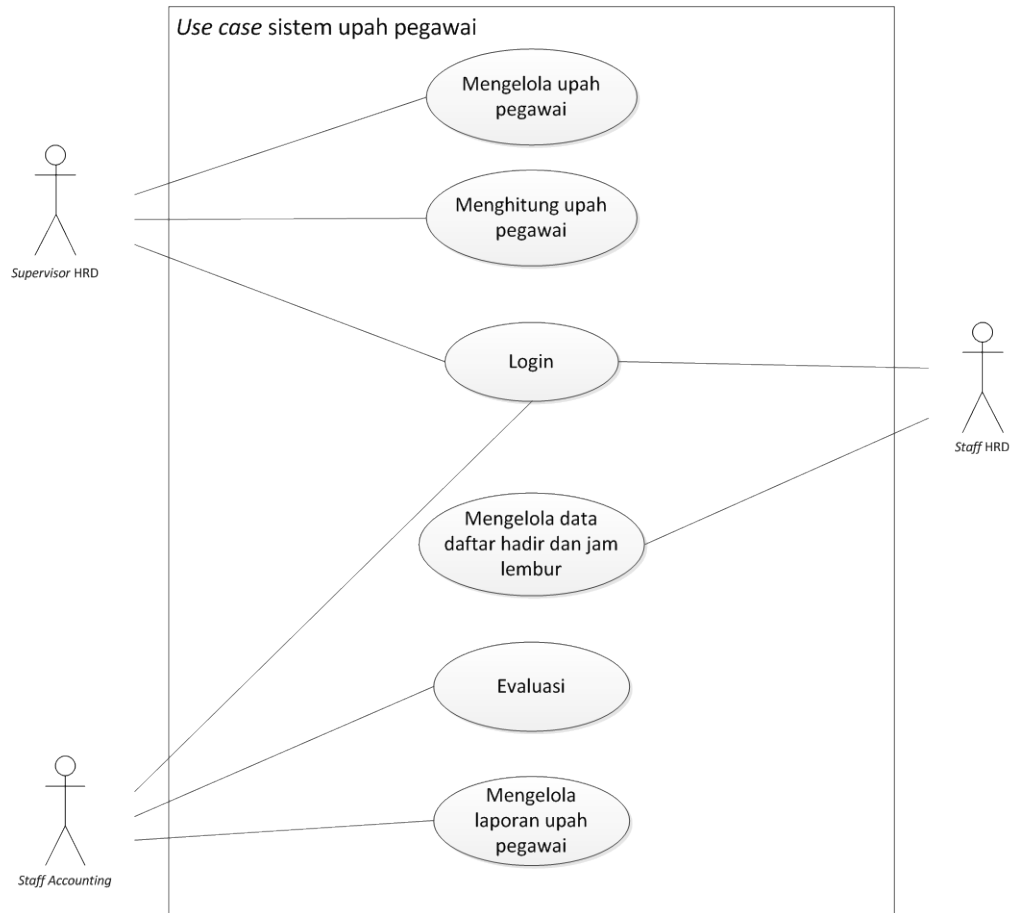 Use case sistem upah pegawai
Mengelola upah
pegawai
Menghitung upah
pegawai
Supervisor HRD
Login
Staff HRD
Mengelola data
daftar hadir dan jam
lembur
Evaluasi
Mengelola
laporan upah
pegawai
Staff Accounting